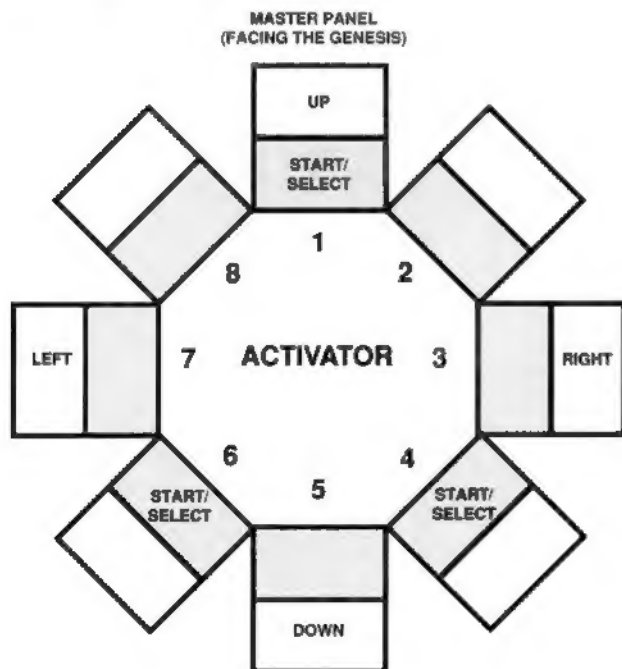 MASTER PANEL
(FACING THE GENESIS)
UP
START/
SELECT
1
8
2
LEFT
7
ACTIVATOR
3
RIGHT
6
4
START/
SELECT
5
START/
SELECT
DOWN